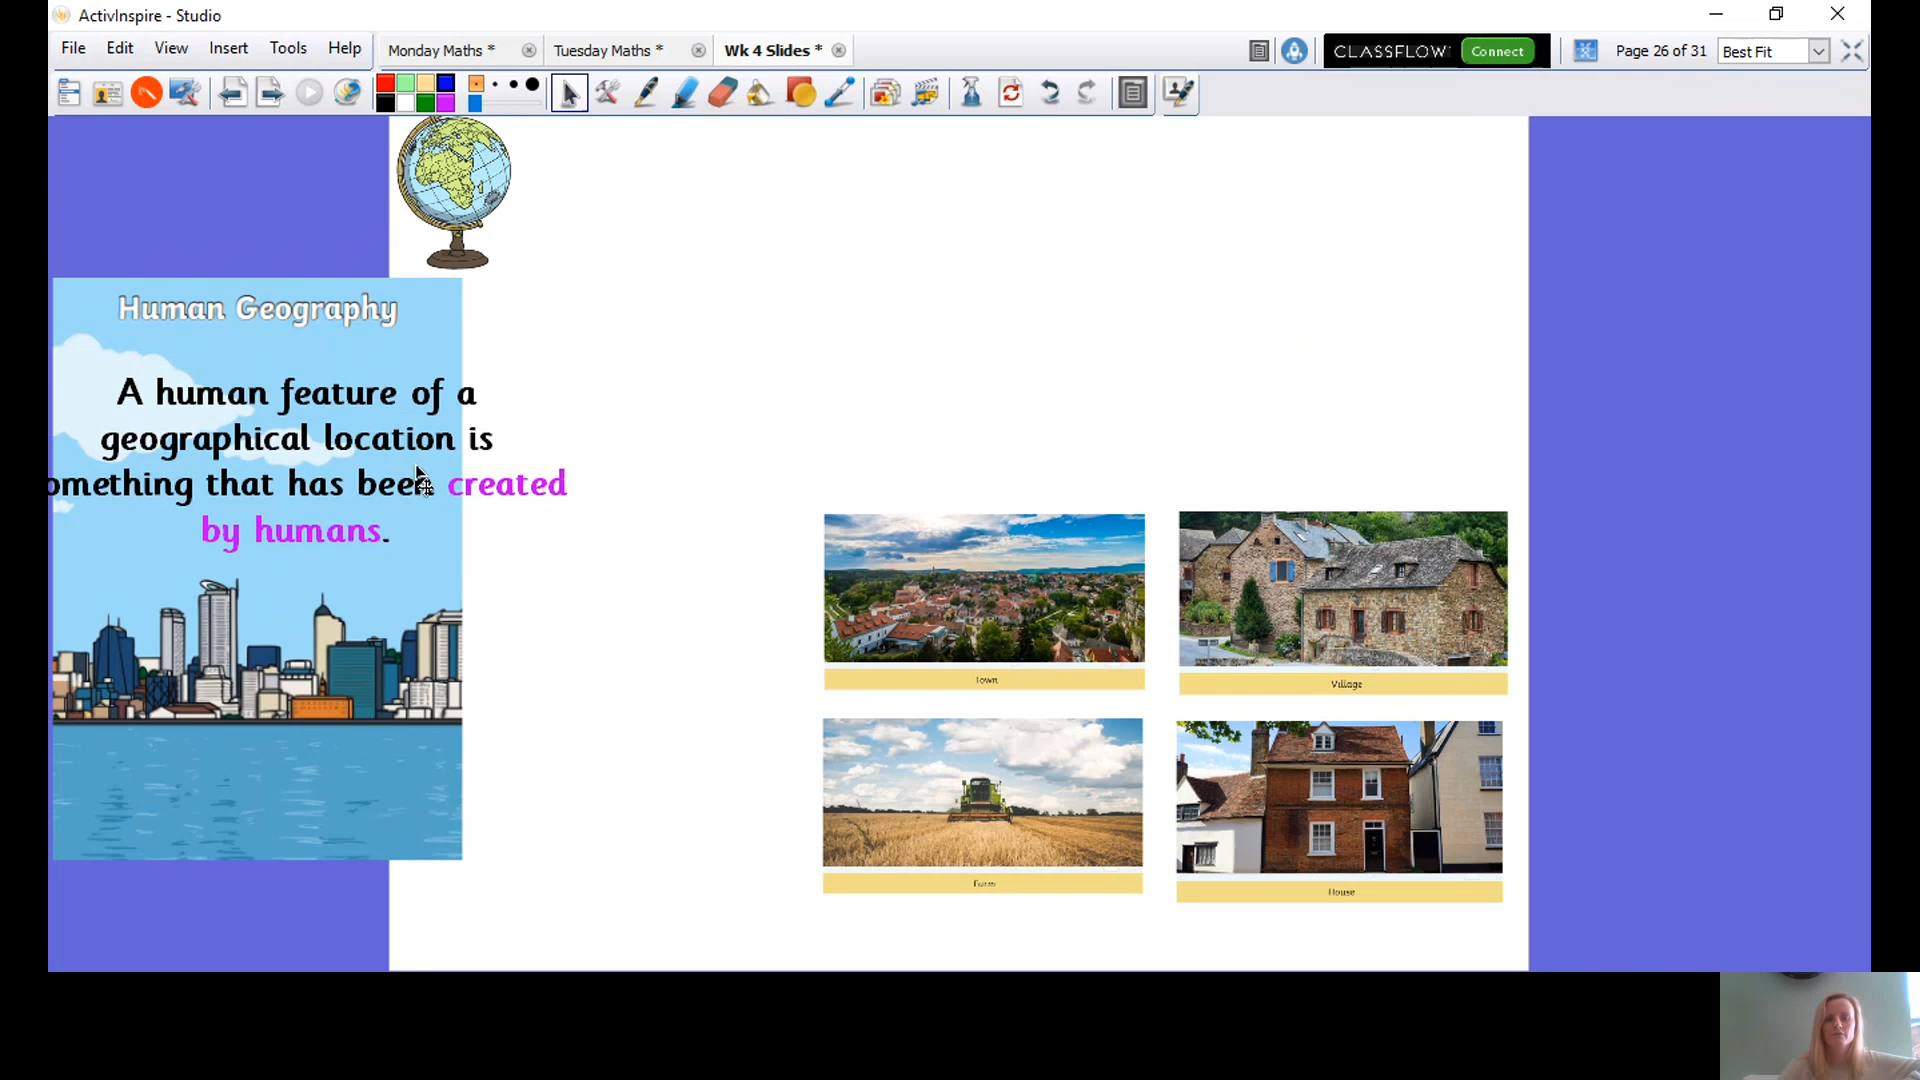 ActivInspire - Studio
File Edit View Insert Tools Help
Monday Maths *
Tuesday Maths *
Wk 4 Slides *
CLASSFLOW
Connect
Page 26 of 31
Best Fit
Human Geography
A human feature of a
geographical location is
omething that has been created
by humans.
Town
Village
Farm
House